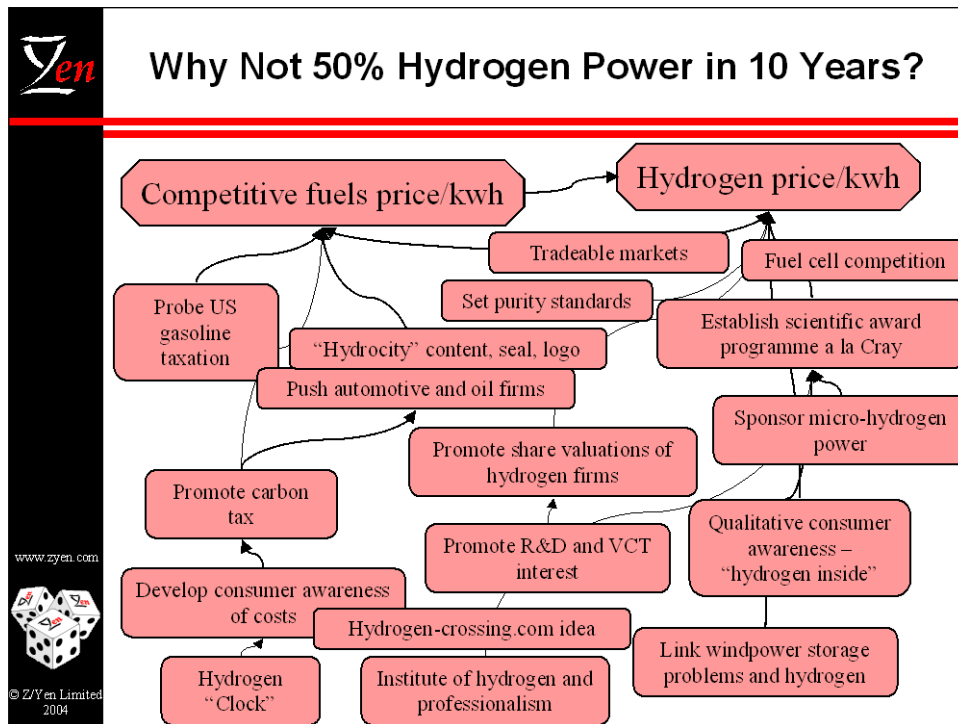 Zen
Why Not 50% Hydrogen Power in 10 Years?
Competitive fuels price/kwh
Hydrogen price/kwh
Tradeable markets
Fuel cell competition
Probe US
gasoline
taxation
Set purity standards
Establish scientific award
programme a la Cray
“Hydrocity” content, seal, logo
Push automotive and oil firms
Sponsor micro-hydrogen
power
Promote share valuations of
hydrogen firms
Promote carbon
tax
Qualitative consumer
awareness –
“hydrogen inside”
Promote R&D and VCT
interest
www.zyen.com
Develop consumer awareness
of costs
Hydrogen-crossing.com idea
Link windpower storage
problems and hydrogen
Hydrogen
“Clock”
Institute of hydrogen and
professionalism
© Z/Yen Limited
2004